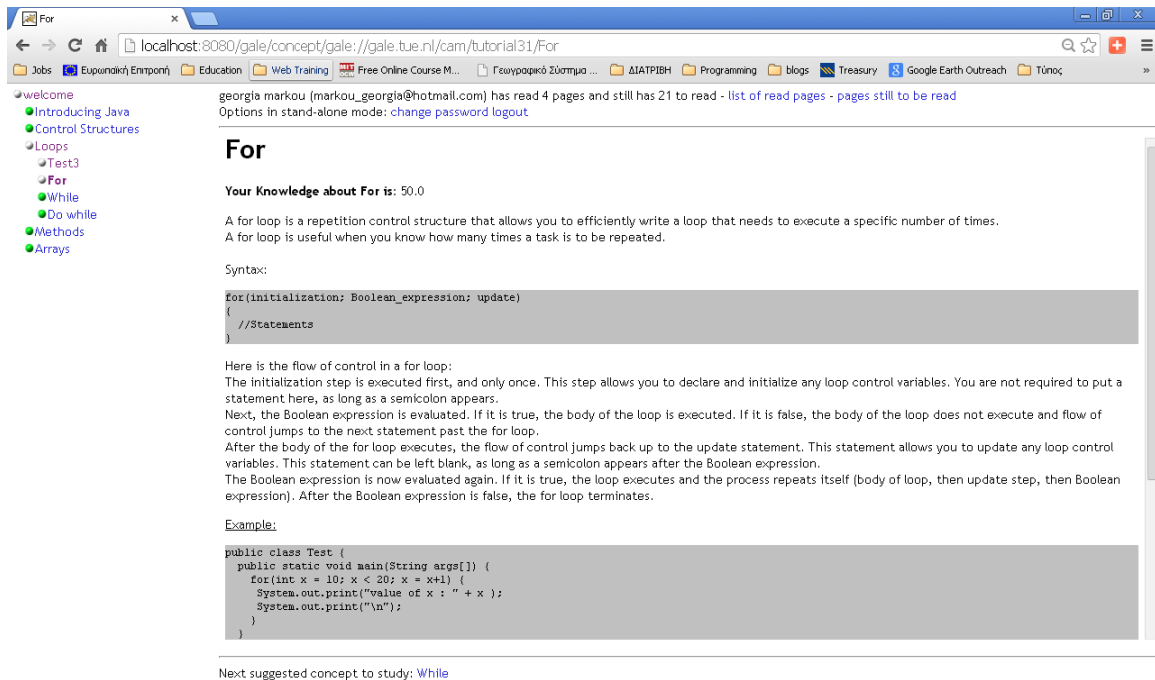 For
localhost:8080/gale/concept/gale://gale.tue.nl/cam/tutorial31/For
Jobs Ευρωπαϊκή Επιτροπή Education Web Training Free Online Course M... Γεωγραφικό Σύστημα ... ΔΙΑΤΡΙΒΗ Programming blogs Treasury Google Earth Outreach Τύπος »
welcome
Introducing Java
Control Structures
Loops
Test3
For
While
Do while
Methods
Arrays
georgia markou (markou_georgia@hotmail.com) has read 4 pages and still has 21 to read - list of read pages - pages still to be read
Options in stand-alone mode: change password logout
For
Your Knowledge about For is: 50.0
A for loop is a repetition control structure that allows you to efficiently write a loop that needs to execute a specific number of times.
A for loop is useful when you know how many times a task is to be repeated.
Syntax:
for(initialization; Boolean_expression; update)
{
//Statements
}
Here is the flow of control in a for loop:
The initialization step is executed first, and only once. This step allows you to declare and initialize any loop control variables. You are not required to put a
statement here, as long as a semicolon appears.
Next, the Boolean expression is evaluated. If it is true, the body of the loop is executed. If it is false, the body of the loop does not execute and flow of
control jumps to the next statement past the for loop.
After the body of the for loop executes, the flow of control jumps back up to the update statement. This statement allows you to update any loop control
variables. This statement can be left blank, as long as a semicolon appears after the Boolean expression.
The Boolean expression is now evaluated again. If it is true, the loop executes and the process repeats itself (body of loop, then update step, then Boolean
expression). After the Boolean expression is false, the for loop terminates.
Example:
public class Test {
public static void main(String args[]) {
for(int x = 10; x < 20; x = x+1) {
System.out.print("value of x : " + x );
System.out.print("\n");
}
}
Next suggested concept to study: While